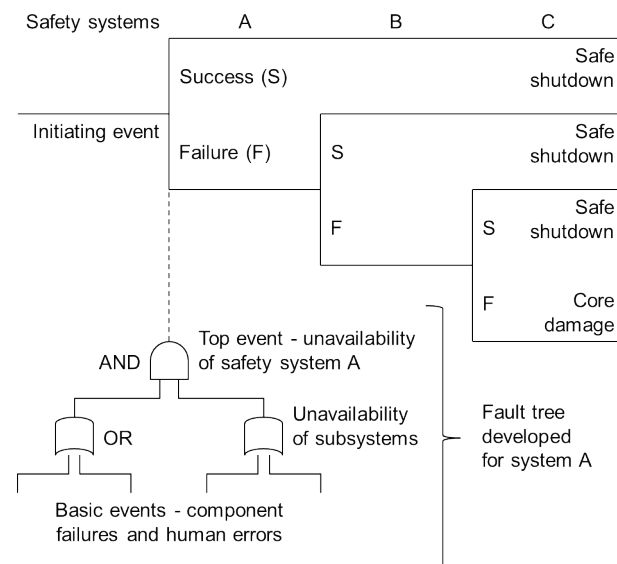 Safety systems A B C
Success (S)
Safe
shutdown
Initiating event
Failure (F)
S
Safe
shutdown
F
S
Safe
shutdown
F
Core
damage
Top event - unavailability
of safety system A
AND
OR
Unavailability
of subsystems
Fault tree
developed
for system A
Basic events - component
failures and human errors